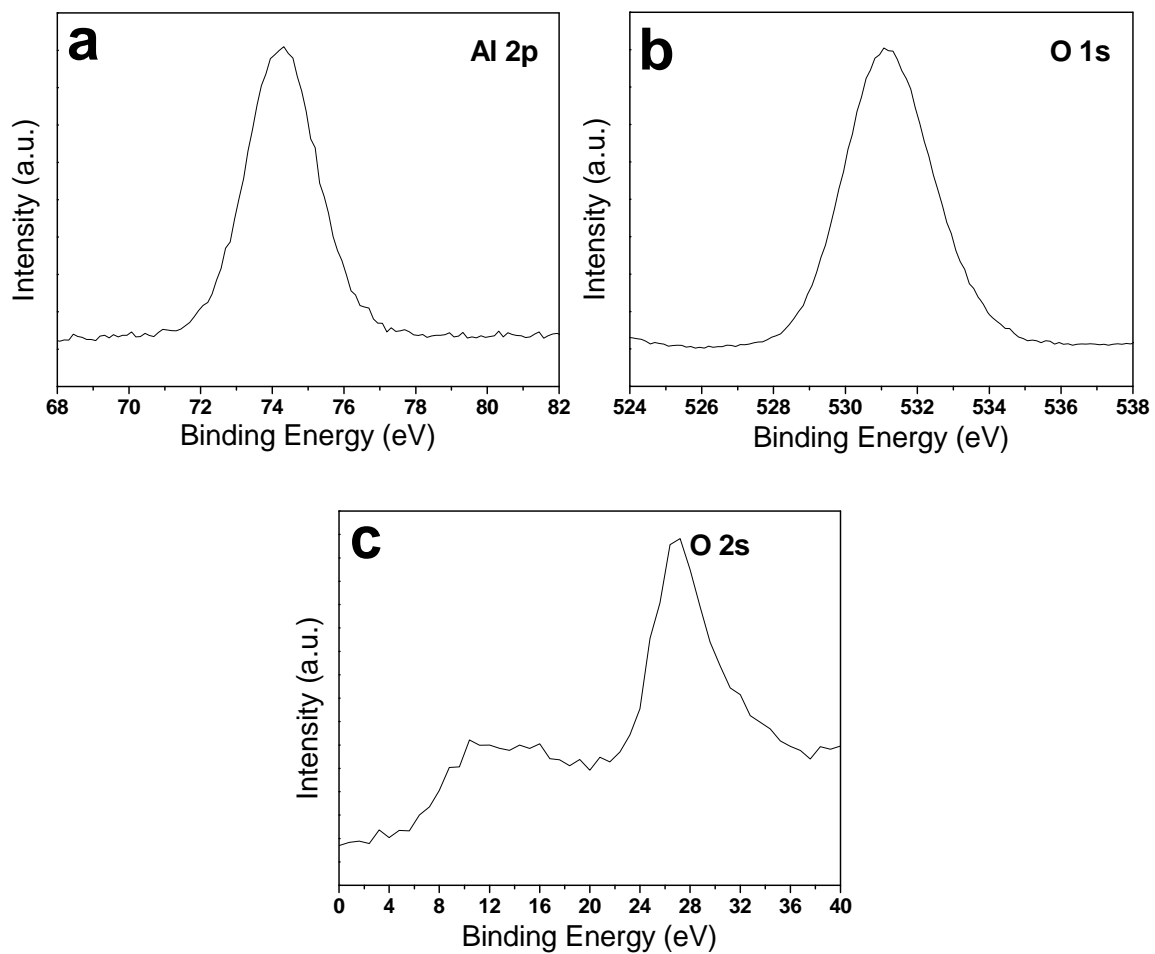 a
Al 2p
Intensity (a.u.)
68 70 72 74 76 78 80 82
Binding Energy (eV)
b
O 1s
Intensity (a.u.)
524 526 528 530 532 534 536 538
Binding Energy (eV)
c
O 2s
Intensity (a.u.)
0 4 8 12 16 20 24 28 32 36 40
Binding Energy (eV)